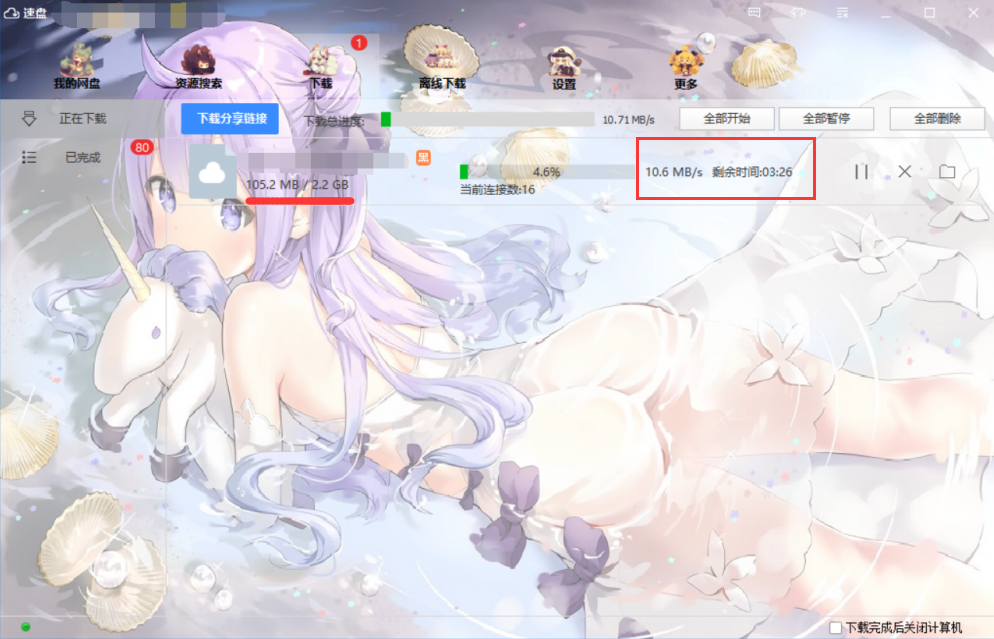 速盘
我的网盘
资源搜索
下载
1
离线下载
设置
更多
正在下载
下载分享链接
下载总进度:
10.71 MB/s
全部开始
全部暂停
全部删除
已完成
80
黑
105.2 MB / 2.2 GB
4.6%
当前连接数:16
10.6 MB/s 剩余时间:03:26
下载完成后关闭计算机